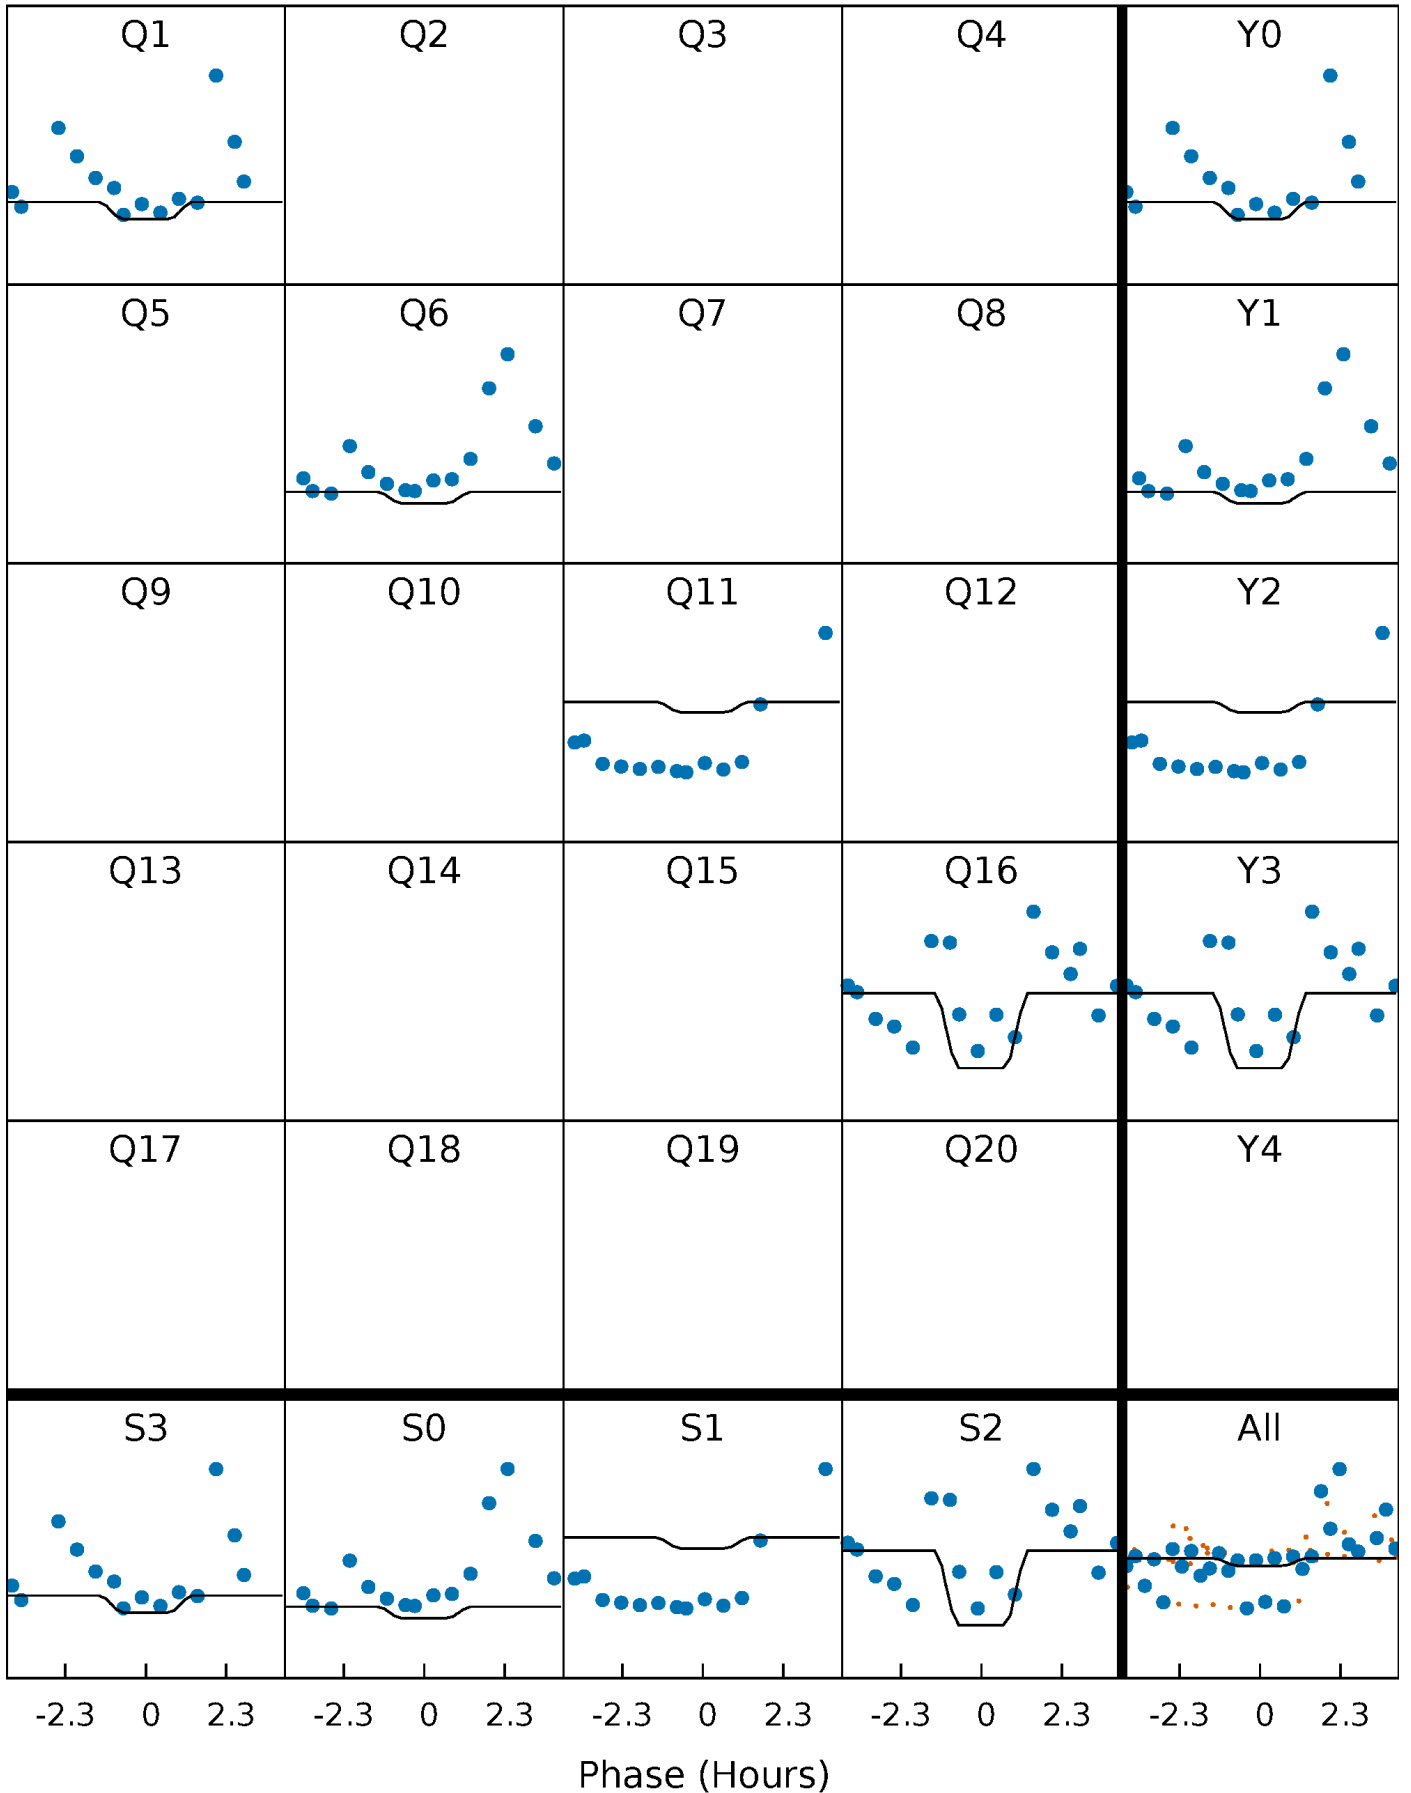 Q1 Q2 Q3 Q4 Y0
Q5 Q6 Q7 Q8 Y1
Q9 Q10 Q11 Q12 Y2
Q13 Q14 Q15 Q16 Y3
Q17 Q18 Q19 Q20 Y4
S3 S0 S1 S2 All
-2.3 0 2.3 -2.3 0 2.3 -2.3 0 2.3 -2.3 0 2.3 -2.3 0 2.3
Phase (Hours)